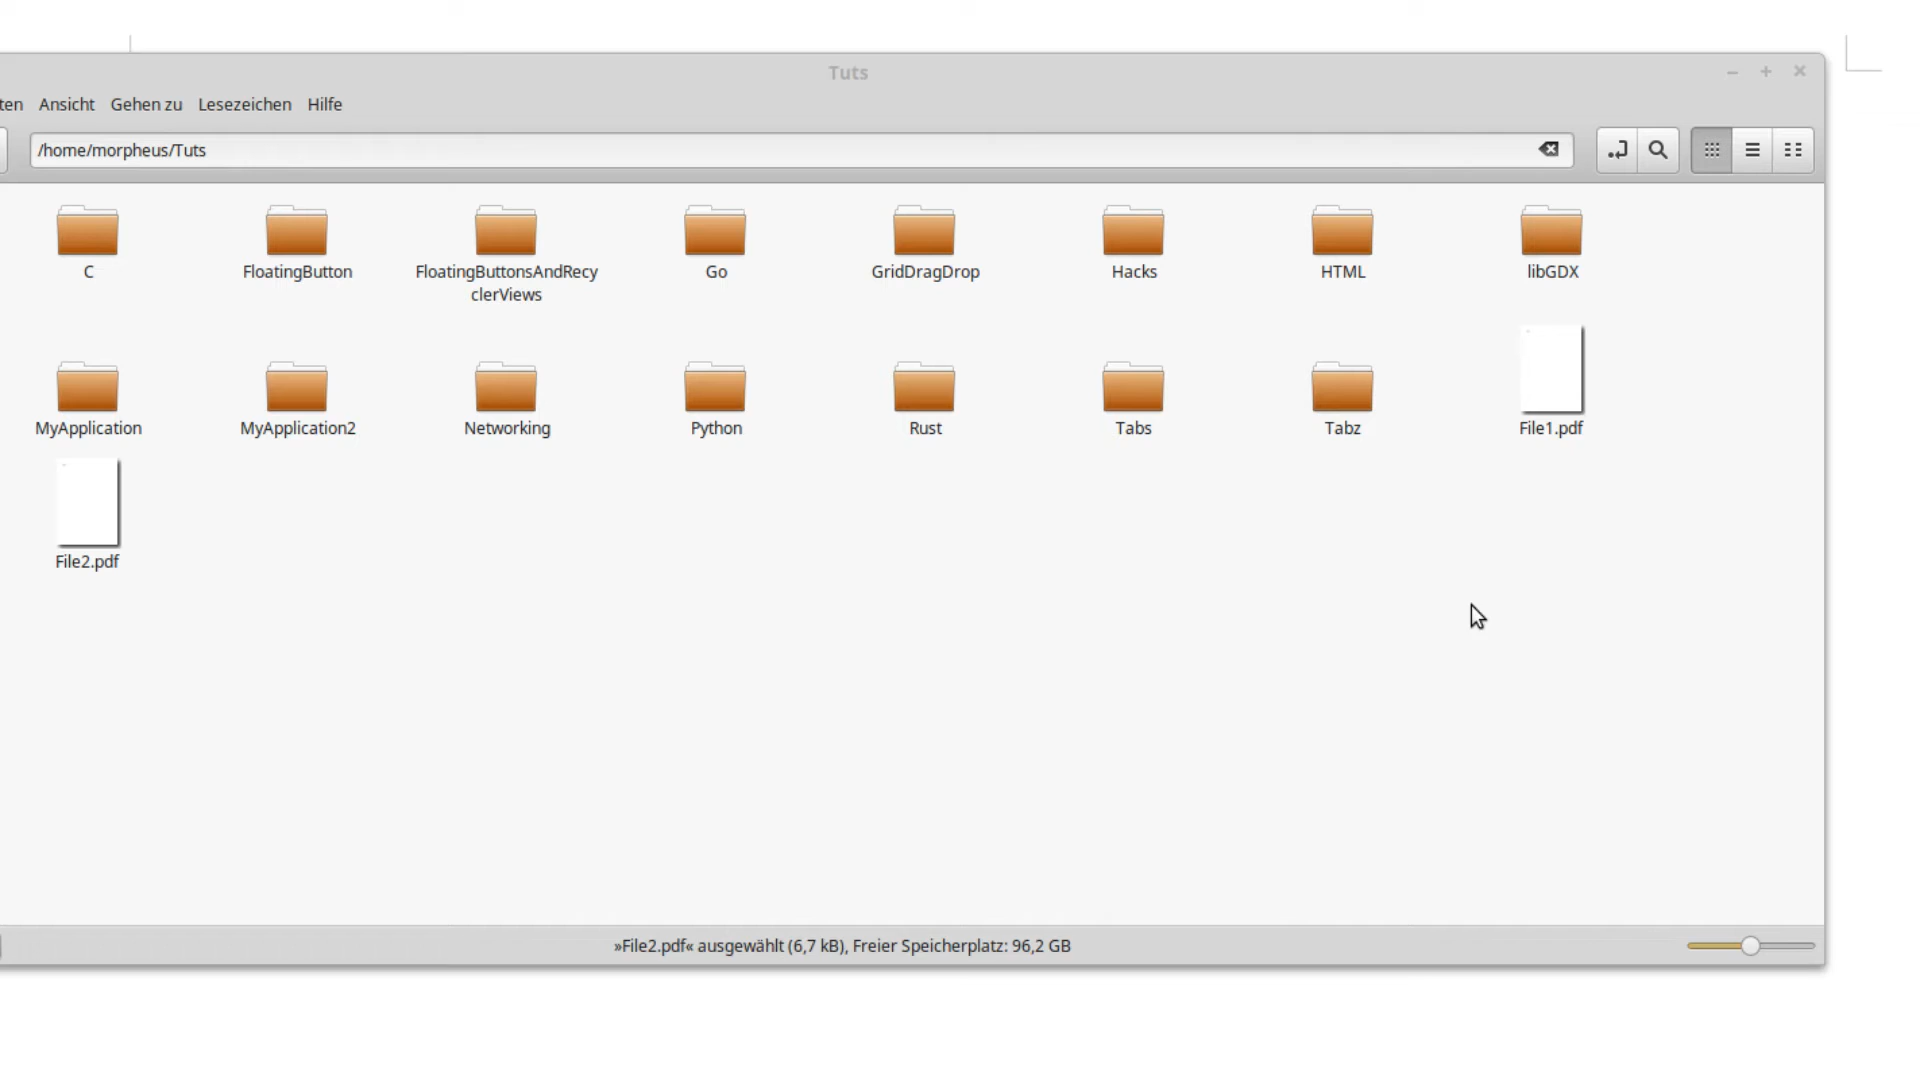 Tuts
ten Ansicht Gehen zu Lesezeichen Hilfe
/home/morpheus/Tuts
C FloatingButton FloatingButtonsAndRecy Go GridDragDrop Hacks HTML libGDX
clerViews
MyApplication MyApplication2 Networking Python Rust Tabs Tabz File1.pdf
File2.pdf
»File2.pdf« ausgewählt (6,7 kB), Freier Speicherplatz: 96,2 GB